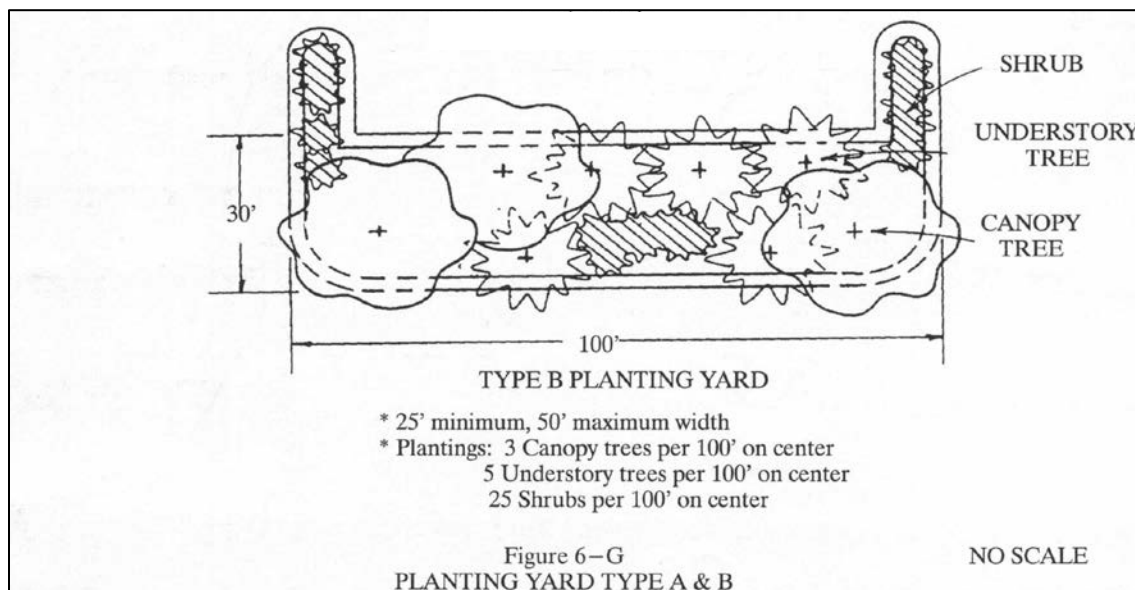 SHRUB
UNDERSTORY
TREE
30'
CANOPY
TREE
100'
TYPE B PLANTING YARD
* 25' minimum, 50' maximum width
* Plantings: 3 Canopy trees per 100' on center
5 Understory trees per 100' on center
25 Shrubs per 100' on center
Figure 6-G
NO SCALE
PLANTING YARD TYPE A & B